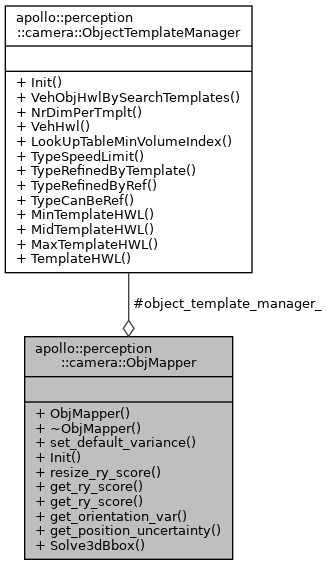 apollo::perception
::camera::ObjectTemplateManager
+ Init()
+ VehObjHwlBySearchTemplates()
+ NrDimPerTmplt()
+ VehHwl()
+ LookUpTableMinVolumeIndex()
+ TypeSpeedLimit()
+ TypeRefinedByTemplate()
+ TypeRefinedByRef()
+ TypeCanBeRef()
+ MinTemplateHWL()
+ MidTemplateHWL()
+ MaxTemplateHWL()
+ TemplateHWL()
#object_template_manager_
apollo::perception
::camera::ObjMapper
+ ObjMapper()
+ ~ObjMapper()
+ set_default_variance()
+ Init()
+ resize_ry_score()
+ get_ry_score()
+ get_ry_score()
+ get_orientation_var()
+ get_position_uncertainty()
+ Solve3dBbox()